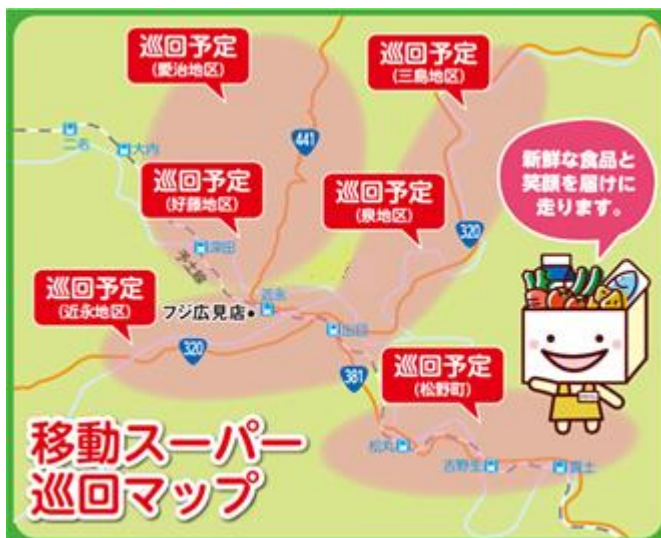 巡回予定
(愛治地区)
巡回予定
(三島地区)
二名
大内
441
新鮮な食品と
笑顔を届けに
走ります。
巡回予定
(好藤地区)
巡回予定
(泉地区)
320
深田
予土線
巡回予定
(近永地区)
フジ広見店
近永
出目
320
381
巡回予定
(松野町)
移動スーパー
巡回マップ
松丸
吉野生
真土